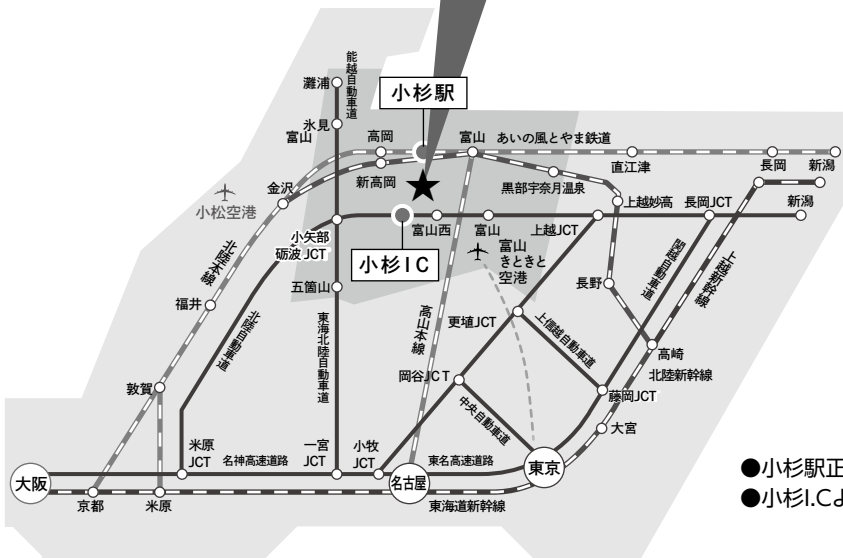 能越自動車道
灘浦
小杉駅
氷見
富山
高岡
富山
あいの風とやま鉄道
直江津
長岡
新潟
新高岡
黒部宇奈月温泉
金沢
小松空港
上越妙高
長岡JCT
新潟
小矢部
砺波JCT
小杉IC
富山西
富山
上越JCT
富山
きときと
空港
関越自動車道
上越新幹線
北陸本線
五箇山
長野
福井
北陸自動車道
東海北陸自動車道
高山本線
更埴JCT
上信越自動車道
高崎
北陸新幹線
岡谷JCT
敦賀
藤岡JCT
中央自動車道
大宮
米原
JCT
名神高速道路
一宮
JCT
小牧
JCT
東名高速道路
大阪
名古屋
東京
京都
米原
東海道新幹線
●小杉駅正
●小杉I.Cよ